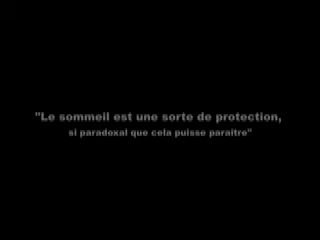 "Le sommeil est une sorte de protection,
si paradoxal que cela puisse paraître"